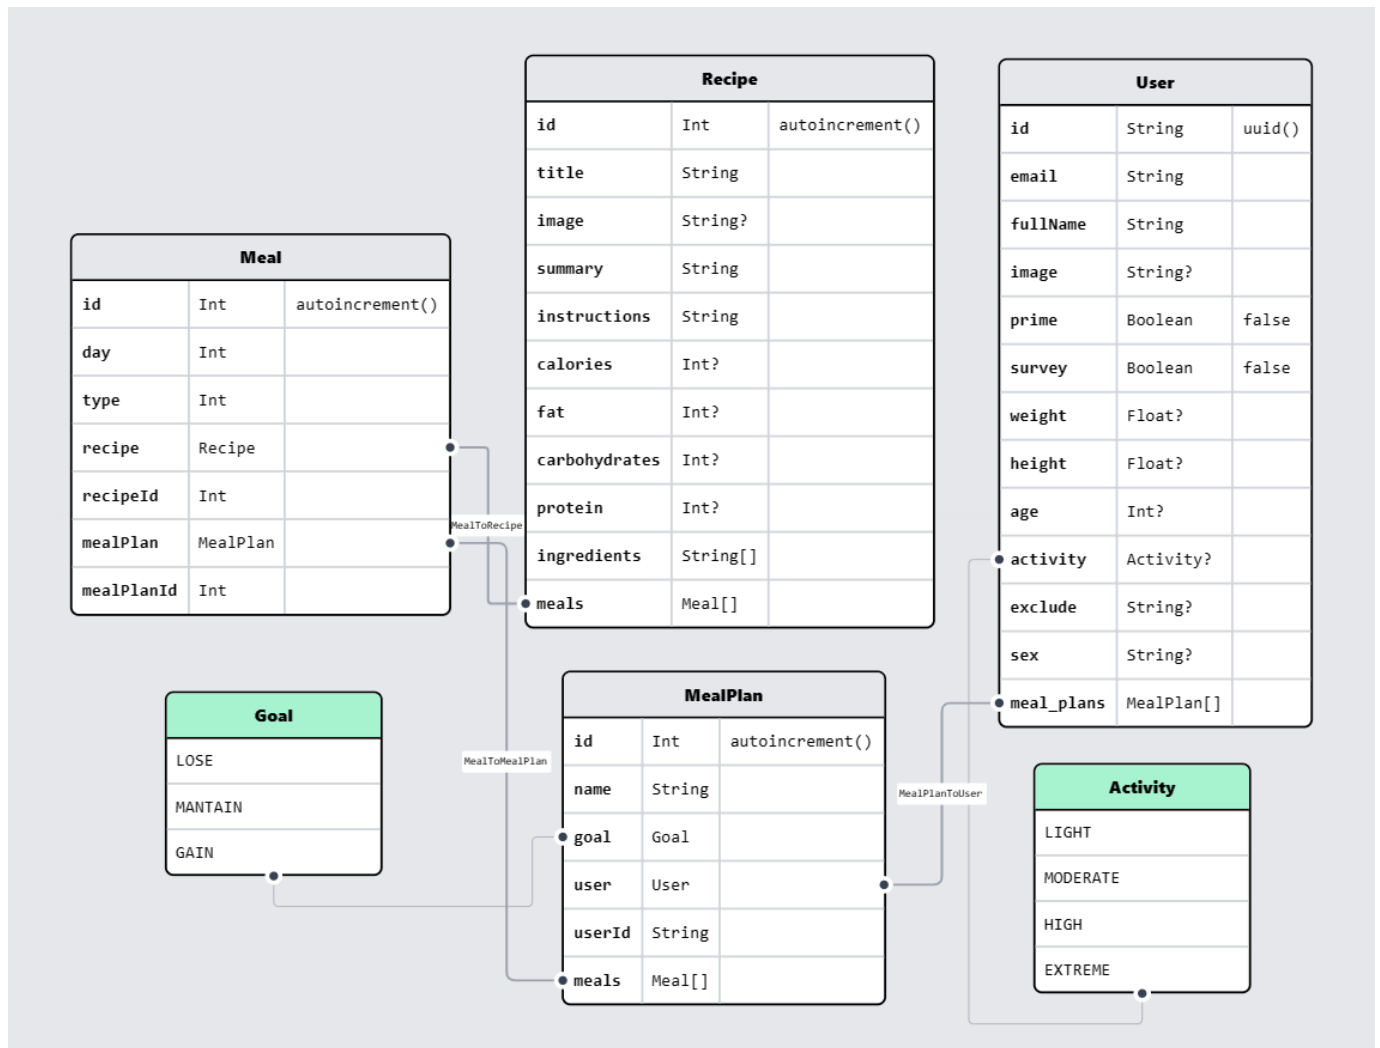 Recipe
id Int autoincrement()
title String
image String?
summary String
instructions String
calories Int?
fat Int?
carbohydrates Int?
protein Int?
ingredients String[]
meals Meal[]
User
id String uuid()
email String
fullName String
image String?
prime Boolean false
survey Boolean false
weight Float?
height Float?
age Int?
activity Activity?
exclude String?
sex String?
meal_plans MealPlan[]
Meal
id Int autoincrement()
day Int
type Int
recipe Recipe
recipeId Int
mealPlan MealPlan
mealPlanId Int
MealToRecipe
Goal
LOSE
MANTAIN
GAIN
MealToMealPlan
MealPlan
id Int autoincrement()
name String
goal Goal
user User
userId String
meals Meal[]
MealPlanToUser
Activity
LIGHT
MODERATE
HIGH
EXTREME